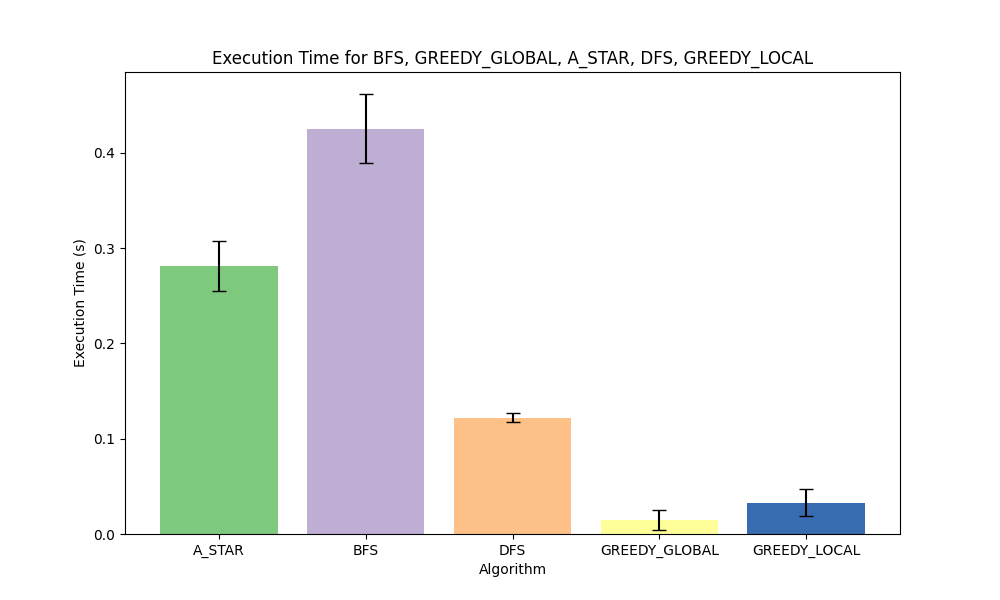 Execution Time for BFS, GREEDY_GLOBAL, A_STAR, DFS, GREEDY_LOCAL
Execution Time (s)
0.4
0.3
0.2
0.1
0.0
A_STAR BFS DFS GREEDY_GLOBAL GREEDY_LOCAL
Algorithm